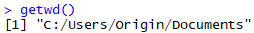 > getwd()
[1] "C:/Users/Origin/Documents"